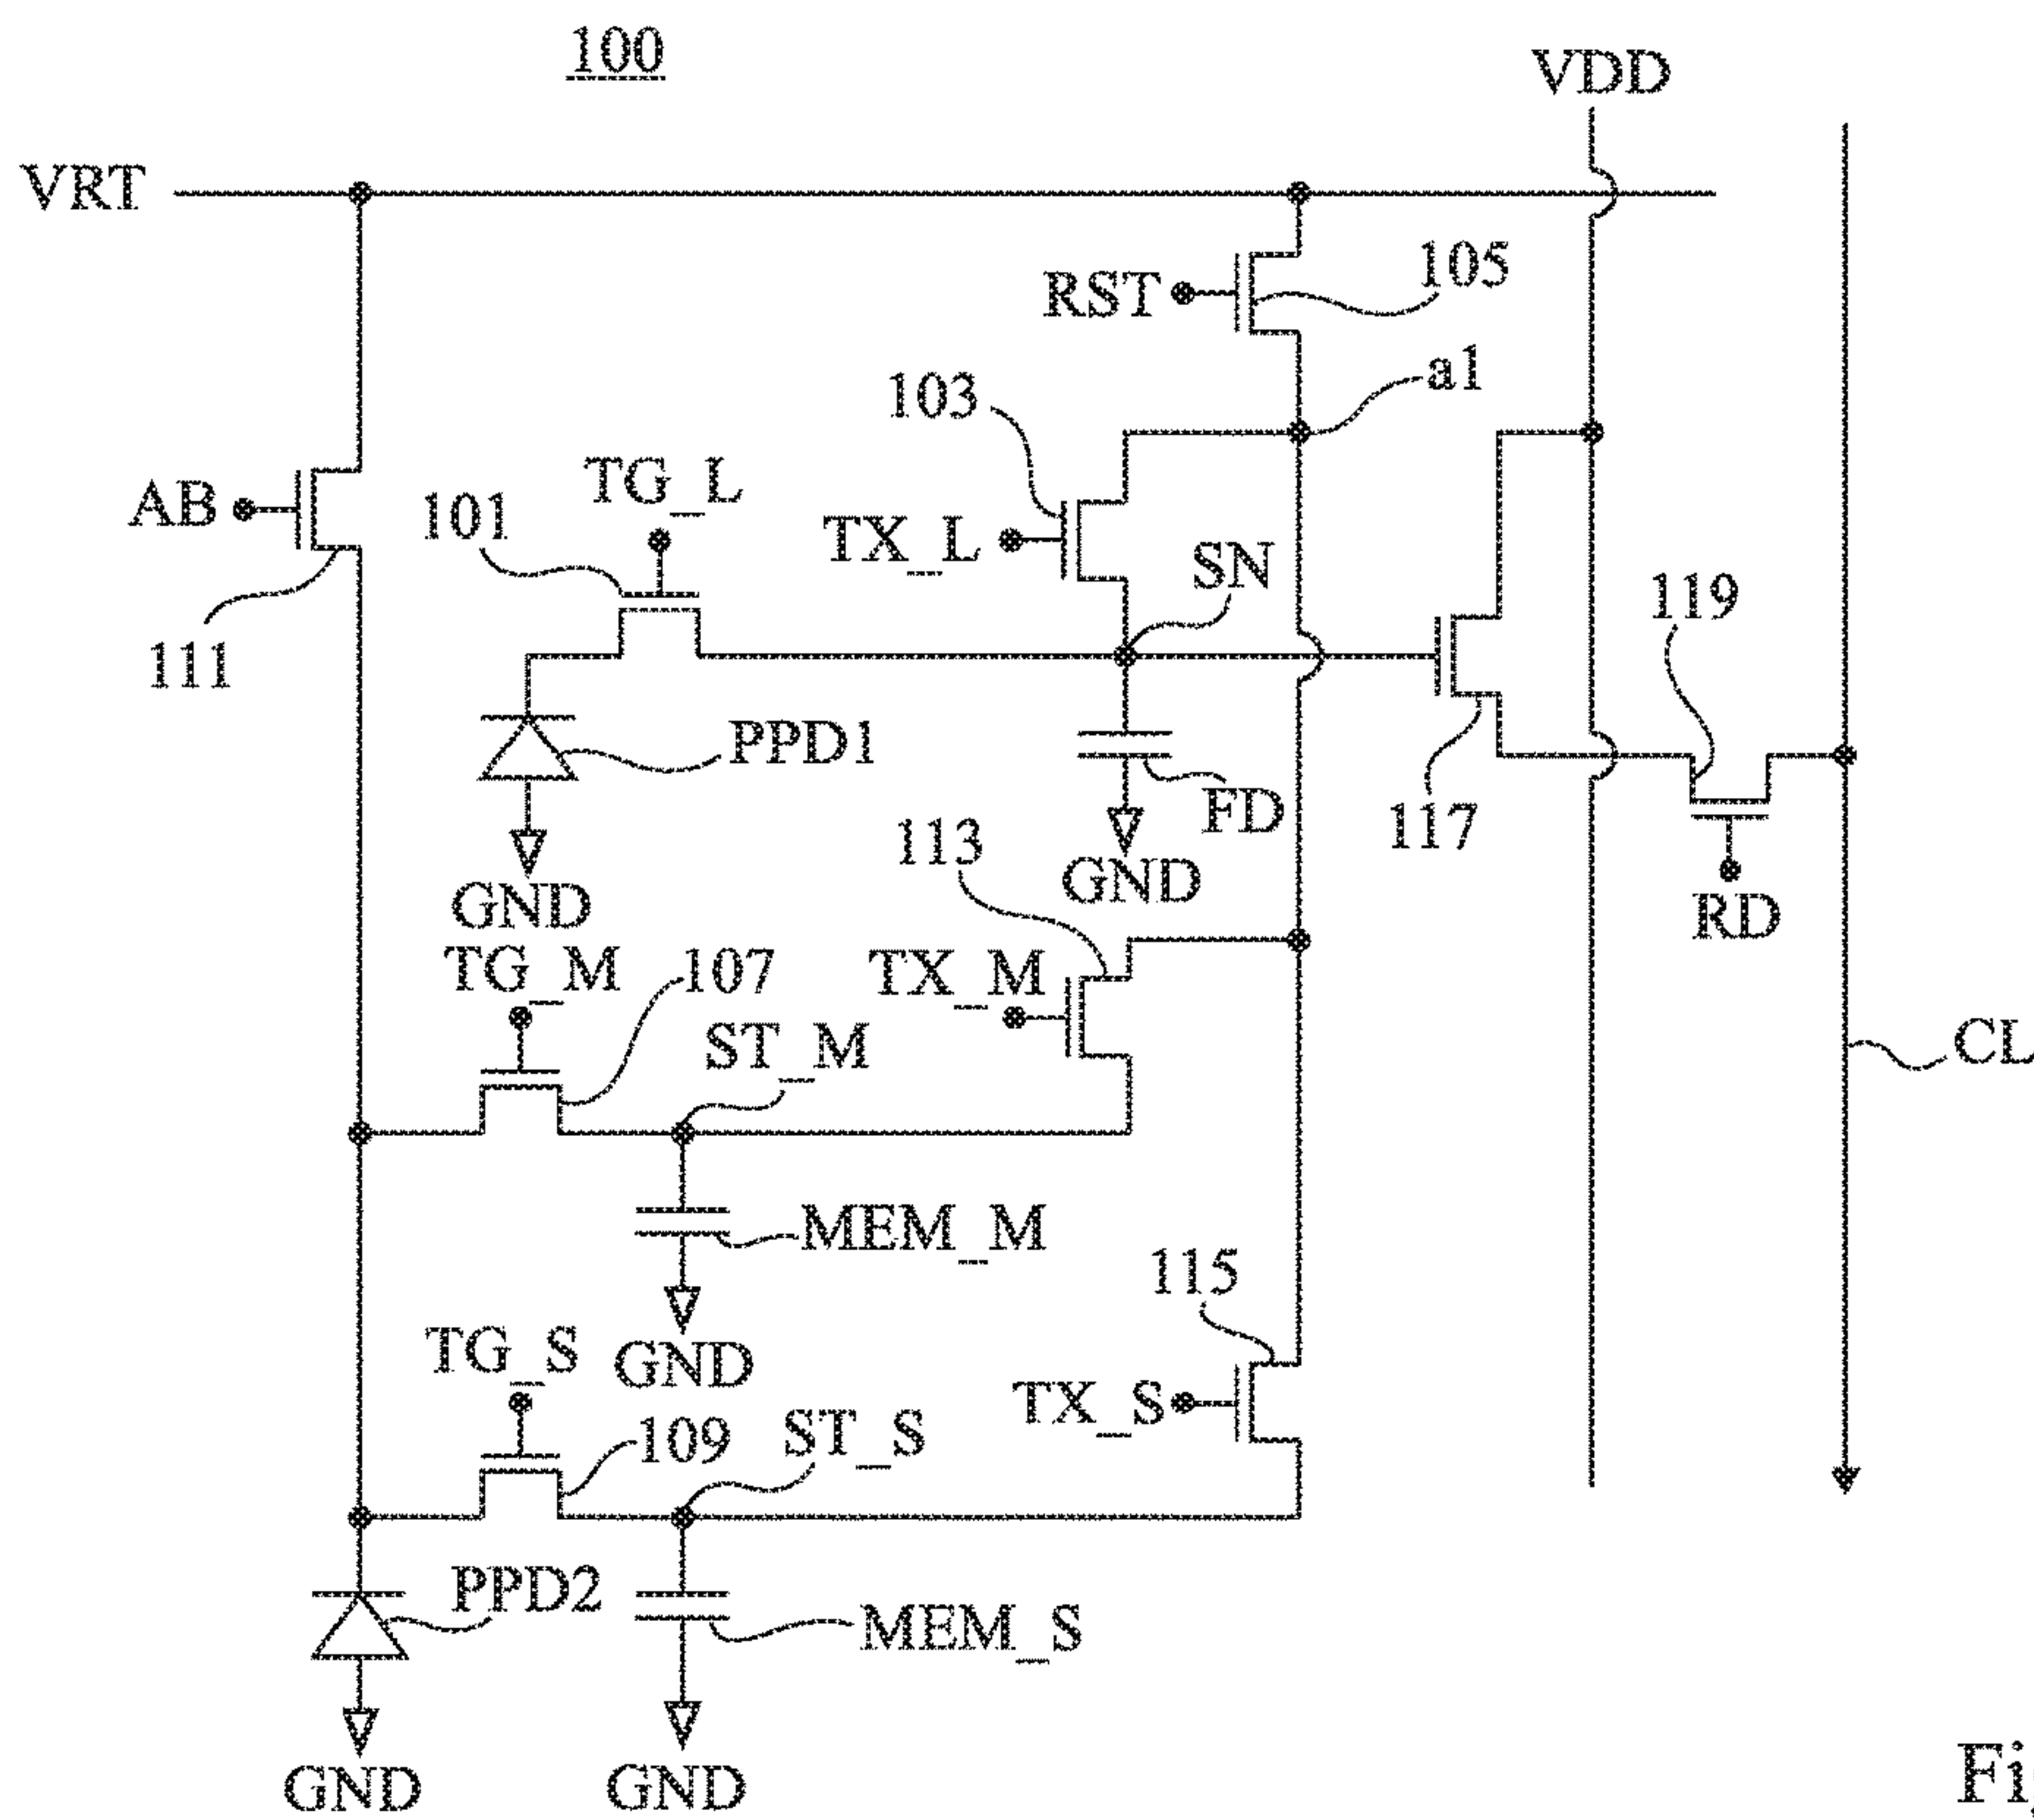 100
VDD
VRT
RST
105
a1
103
AB
TG_L
101
TX_L
SN
119
111
PPD1
FD
117
113
GND
GND
RD
TG_M
107
TX_M
ST_M
CL
MEM_M
115
TG_S
GND
TX_S
109
ST_S
PPD2
MEM_S
GND
GND